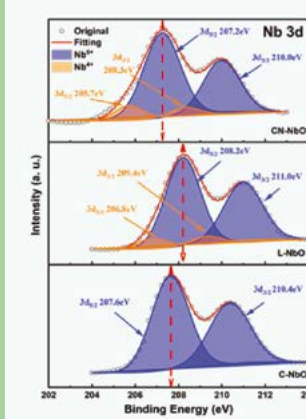 Original
Fitting
Nb⁵⁺
Nb⁴⁺
Nb 3d
3d₅/₂ 207.2eV
3d₃/₂
208.3eV
3d₃/₂ 210.0eV
3d₅/₂ 205.7eV
CN-NbO
3d₅/₂ 208.2eV
3d₃/₂ 209.4eV
3d₃/₂ 211.0eV
3d₅/₂ 206.8eV
L-NbO
3d₅/₂ 207.6eV
3d₃/₂ 210.4eV
C-NbO
Intensity (a. u.)
202 204 206 208 210 212
Binding Energy (eV)